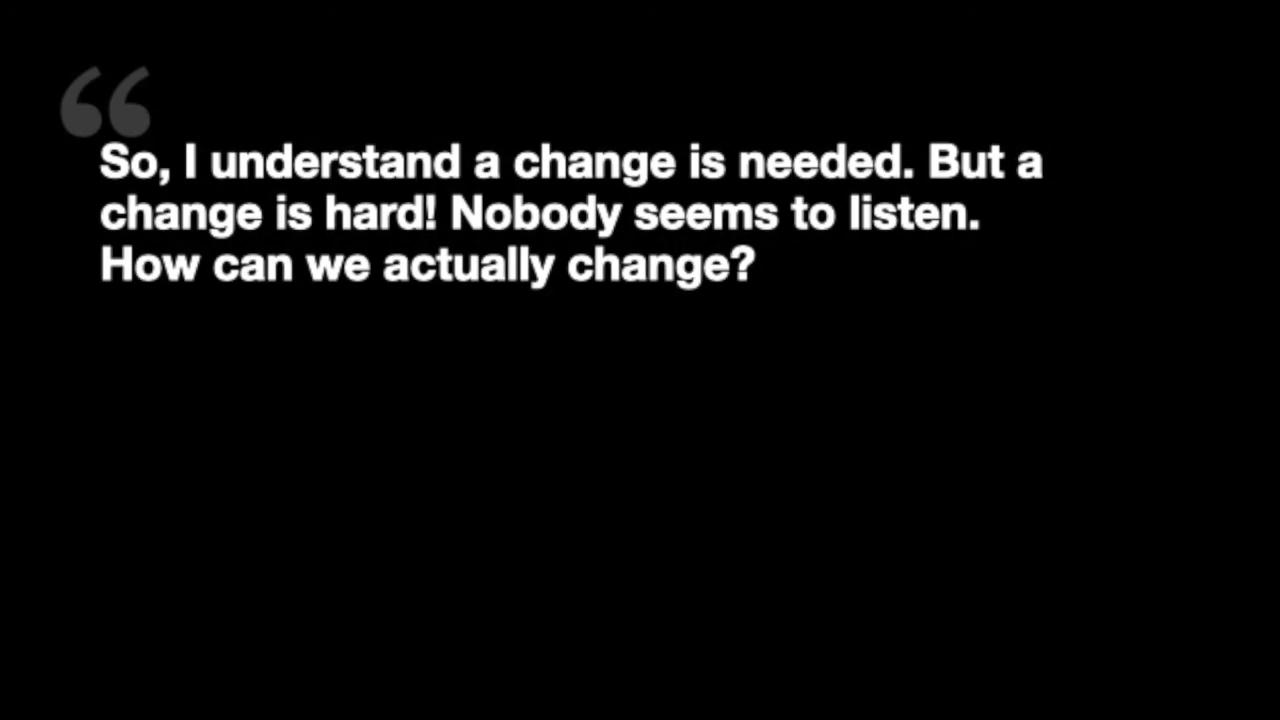 “
So, I understand a change is needed. But a
change is hard! Nobody seems to listen.
How can we actually change?